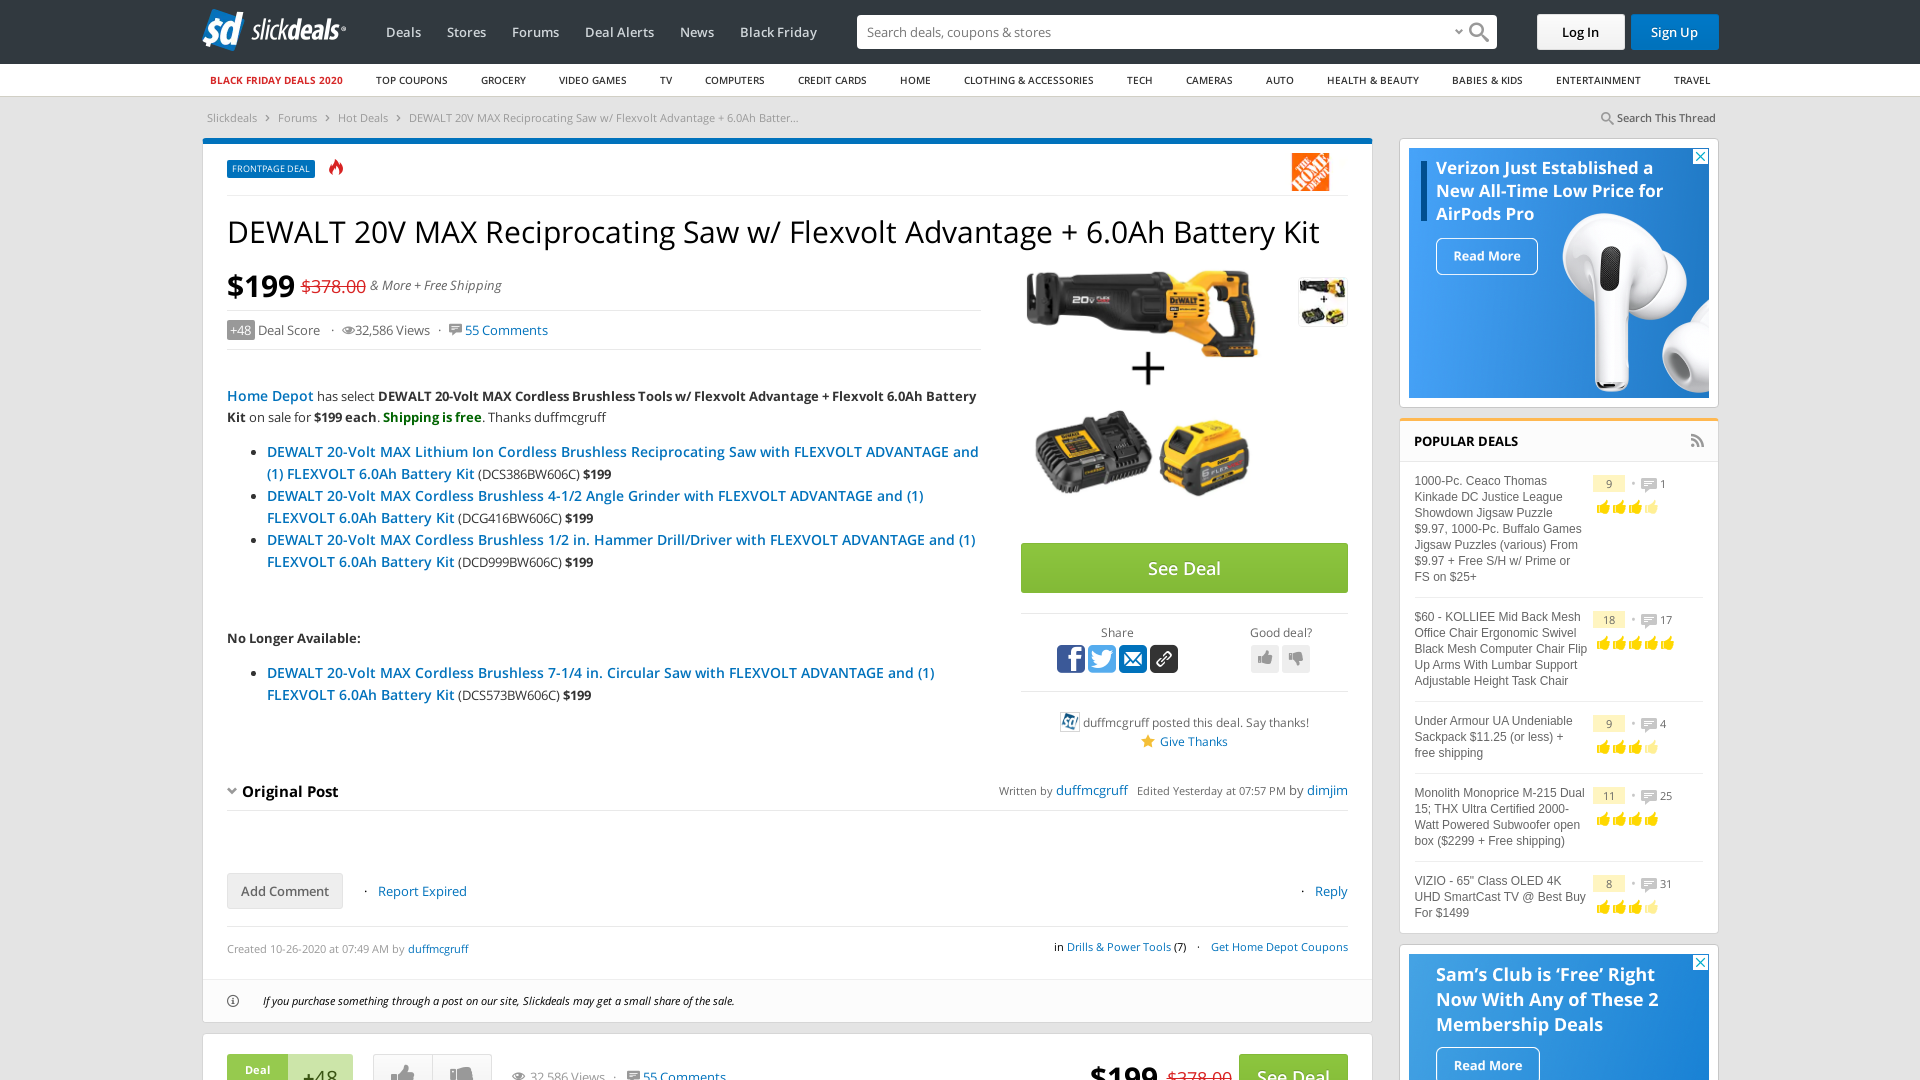 slickdeals
Deals
Stores
Forums
Deal Alerts
News
Black Friday
Search deals, coupons & stores
Log In
Sign Up
BLACK FRIDAY DEALS 2020
TOP COUPONS
GROCERY
VIDEO GAMES
TV
COMPUTERS
CREDIT CARDS
HOME
CLOTHING & ACCESSORIES
TECH
CAMERAS
AUTO
HEALTH & BEAUTY
BABIES & KIDS
ENTERTAINMENT
TRAVEL
Slickdeals > Forums > Hot Deals > DEWALT 20V MAX Reciprocating Saw w/ Flexvolt Advantage + 6.0Ah Batter...
Search This Thread
FRONTPAGE DEAL
THE HOME DEPOT
DEWALT 20V MAX Reciprocating Saw w/ Flexvolt Advantage + 6.0Ah Battery Kit
$199 $378.00 & More + Free Shipping
+48 Deal Score · 32,586 Views · 55 Comments
Home Depot has select DEWALT 20-Volt MAX Cordless Brushless Tools w/ Flexvolt Advantage + Flexvolt 6.0Ah Battery
Kit on sale for $199 each. Shipping is free. Thanks duffmcgruff
DEWALT 20-Volt MAX Lithium Ion Cordless Brushless Reciprocating Saw with FLEXVOLT ADVANTAGE and
(1) FLEXVOLT 6.0Ah Battery Kit (DCS386BW606C) $199
DEWALT 20-Volt MAX Cordless Brushless 4-1/2 Angle Grinder with FLEXVOLT ADVANTAGE and (1)
FLEXVOLT 6.0Ah Battery Kit (DCG416BW606C) $199
DEWALT 20-Volt MAX Cordless Brushless 1/2 in. Hammer Drill/Driver with FLEXVOLT ADVANTAGE and (1)
FLEXVOLT 6.0Ah Battery Kit (DCD999BW606C) $199
No Longer Available:
DEWALT 20-Volt MAX Cordless Brushless 7-1/4 in. Circular Saw with FLEXVOLT ADVANTAGE and (1)
FLEXVOLT 6.0Ah Battery Kit (DCS573BW606C) $199
20V FLEX
DEWALT
See Deal
Share
Good deal?
duffmcgruff posted this deal. Say thanks!
Give Thanks
Original Post
Written by duffmcgruff Edited Yesterday at 07:57 PM by dimjim
Add Comment
· Report Expired
· Reply
Created 10-26-2020 at 07:49 AM by duffmcgruff
in Drills & Power Tools (7) · Get Home Depot Coupons
If you purchase something through a post on our site, Slickdeals may get a small share of the sale.
Deal
+48
32,586 Views · 55 Comments
$199 $378.00
See Deal
Verizon Just Established a
New All-Time Low Price for
AirPods Pro
Read More
POPULAR DEALS
1000-Pc. Ceaco Thomas
Kinkade DC Justice League
Showdown Jigsaw Puzzle
$9.97, 1000-Pc. Buffalo Games
Jigsaw Puzzles (various) From
$9.97 + Free S/H w/ Prime or
FS on $25+
9 • 1
$60 - KOLLIEE Mid Back Mesh
Office Chair Ergonomic Swivel
Black Mesh Computer Chair Flip
Up Arms With Lumbar Support
Adjustable Height Task Chair
18 • 17
Under Armour UA Undeniable
Sackpack $11.25 (or less) +
free shipping
9 • 4
Monolith Monoprice M-215 Dual
15; THX Ultra Certified 2000-
Watt Powered Subwoofer open
box ($2299 + Free shipping)
11 • 25
VIZIO - 65" Class OLED 4K
UHD SmartCast TV @ Best Buy
For $1499
8 • 31
Sam's Club is ‘Free’ Right
Now With Any of These 2
Membership Deals
Read More